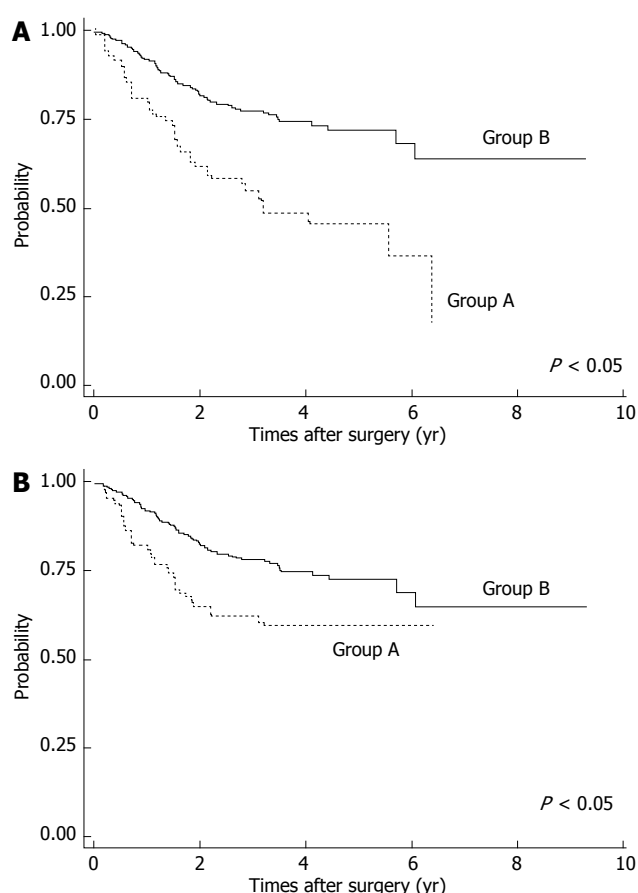 A
1.00
0.75
Group B
Probability
0.50
0.25
Group A
0.00
P < 0.05
0 2 4 6 8 10
Times after surgery (yr)
B
1.00
0.75
Group B
Probability
0.50
Group A
0.25
P < 0.05
0.00
0 2 4 6 8 10
Times after surgery (yr)